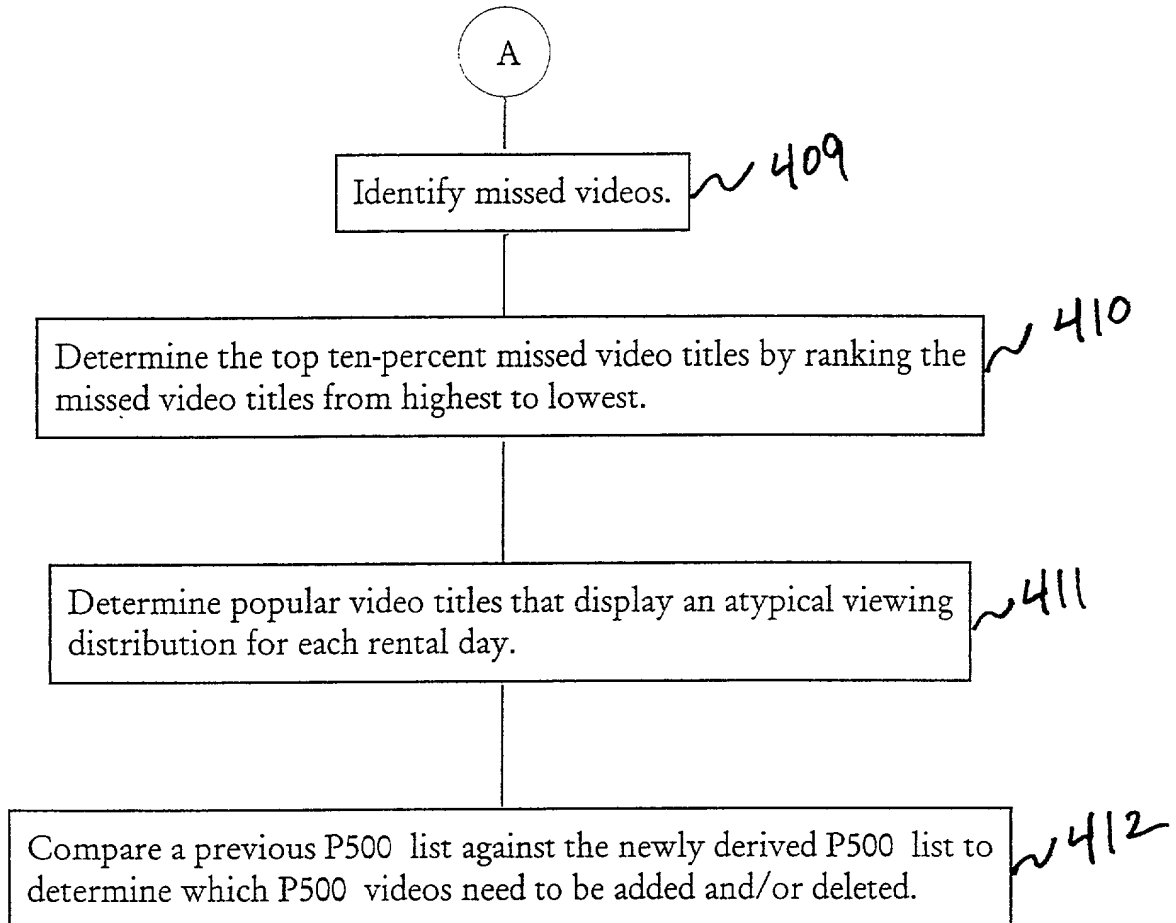 A
Identify missed videos.
409
Determine the top ten-percent missed video titles by ranking the
missed video titles from highest to lowest.
410
Determine popular video titles that display an atypical viewing
distribution for each rental day.
411
Compare a previous P500 list against the newly derived P500 list to
determine which P500 videos need to be added and/or deleted.
412